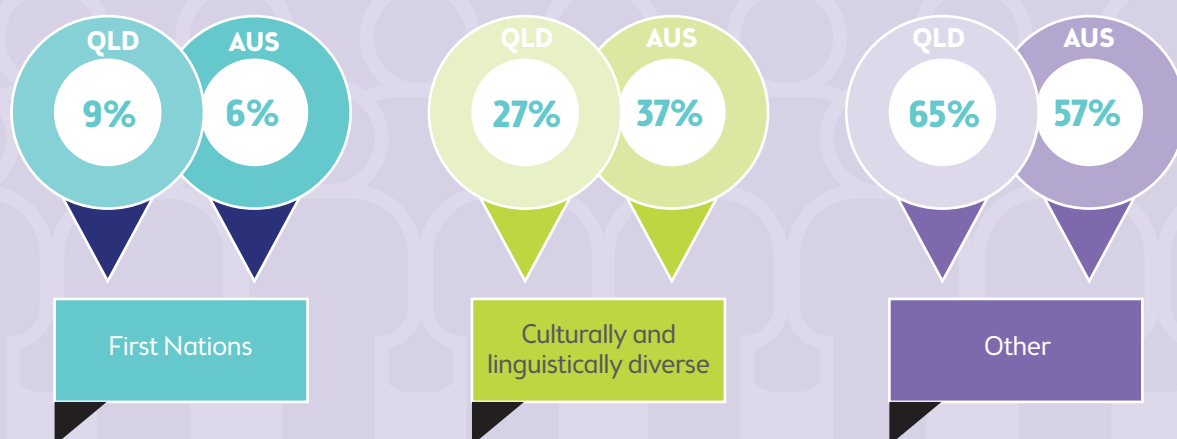 QLD
9%
AUS
6%
First Nations
QLD
27%
AUS
37%
Culturally and
linguistically diverse
QLD
65%
AUS
57%
Other